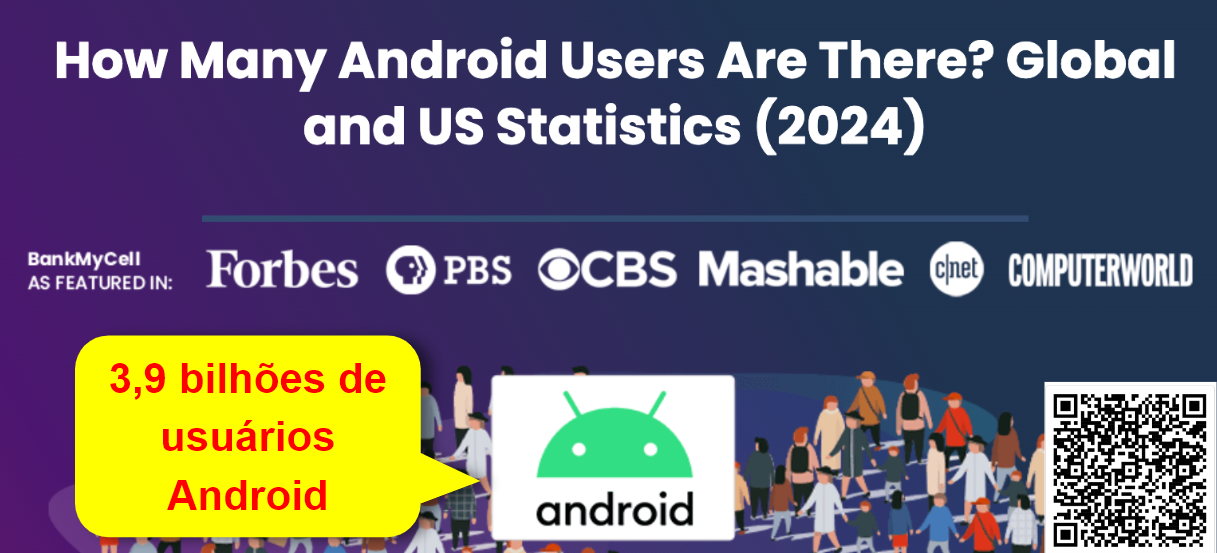 How Many Android Users Are There? Global
and US Statistics (2024)
BankMyCell
AS FEATURED IN:
Forbes
PBS
CBS
Mashable
c|net
COMPUTERWORLD
3,9 bilhões de
usuários
Android
android